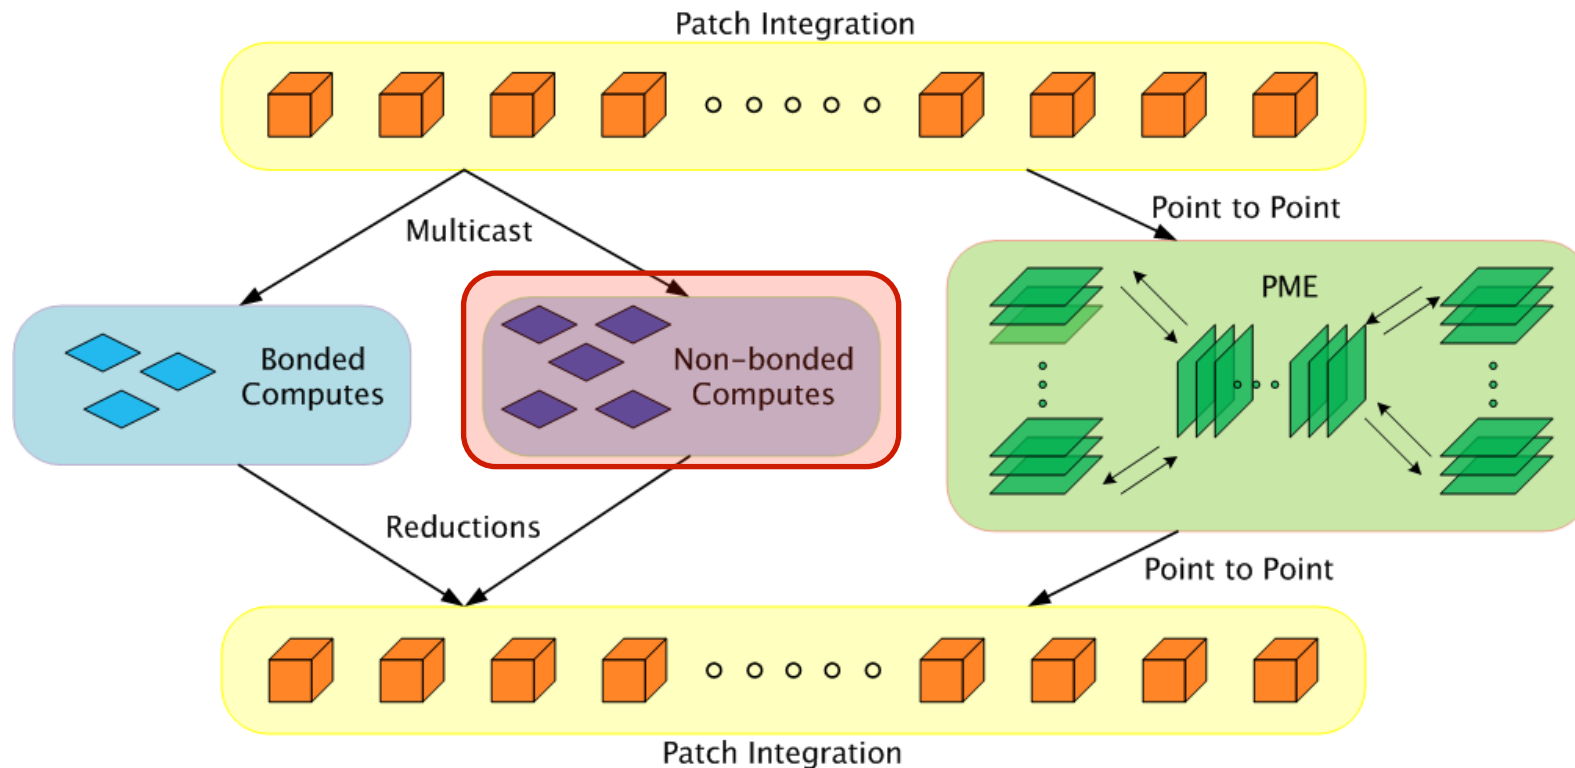 Patch Integration
Multicast
Point to Point
PME
Bonded
Computes
Non-bonded
Computes
Reductions
Point to Point
Patch Integration